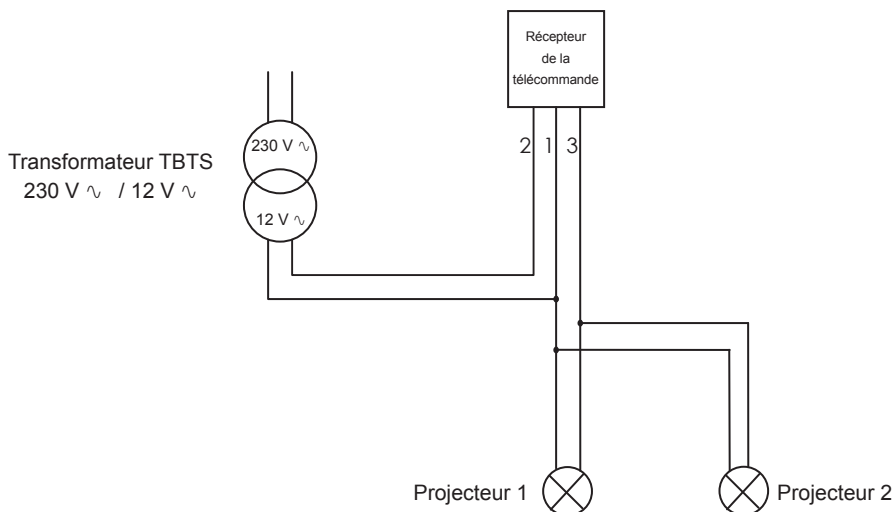 Récepteur
de la
télécommande
2 1 3
Transformateur TBTS
230 V ∿ / 12 V ∿
230 V ∿
12 V ∿
Projecteur 1
Projecteur 2